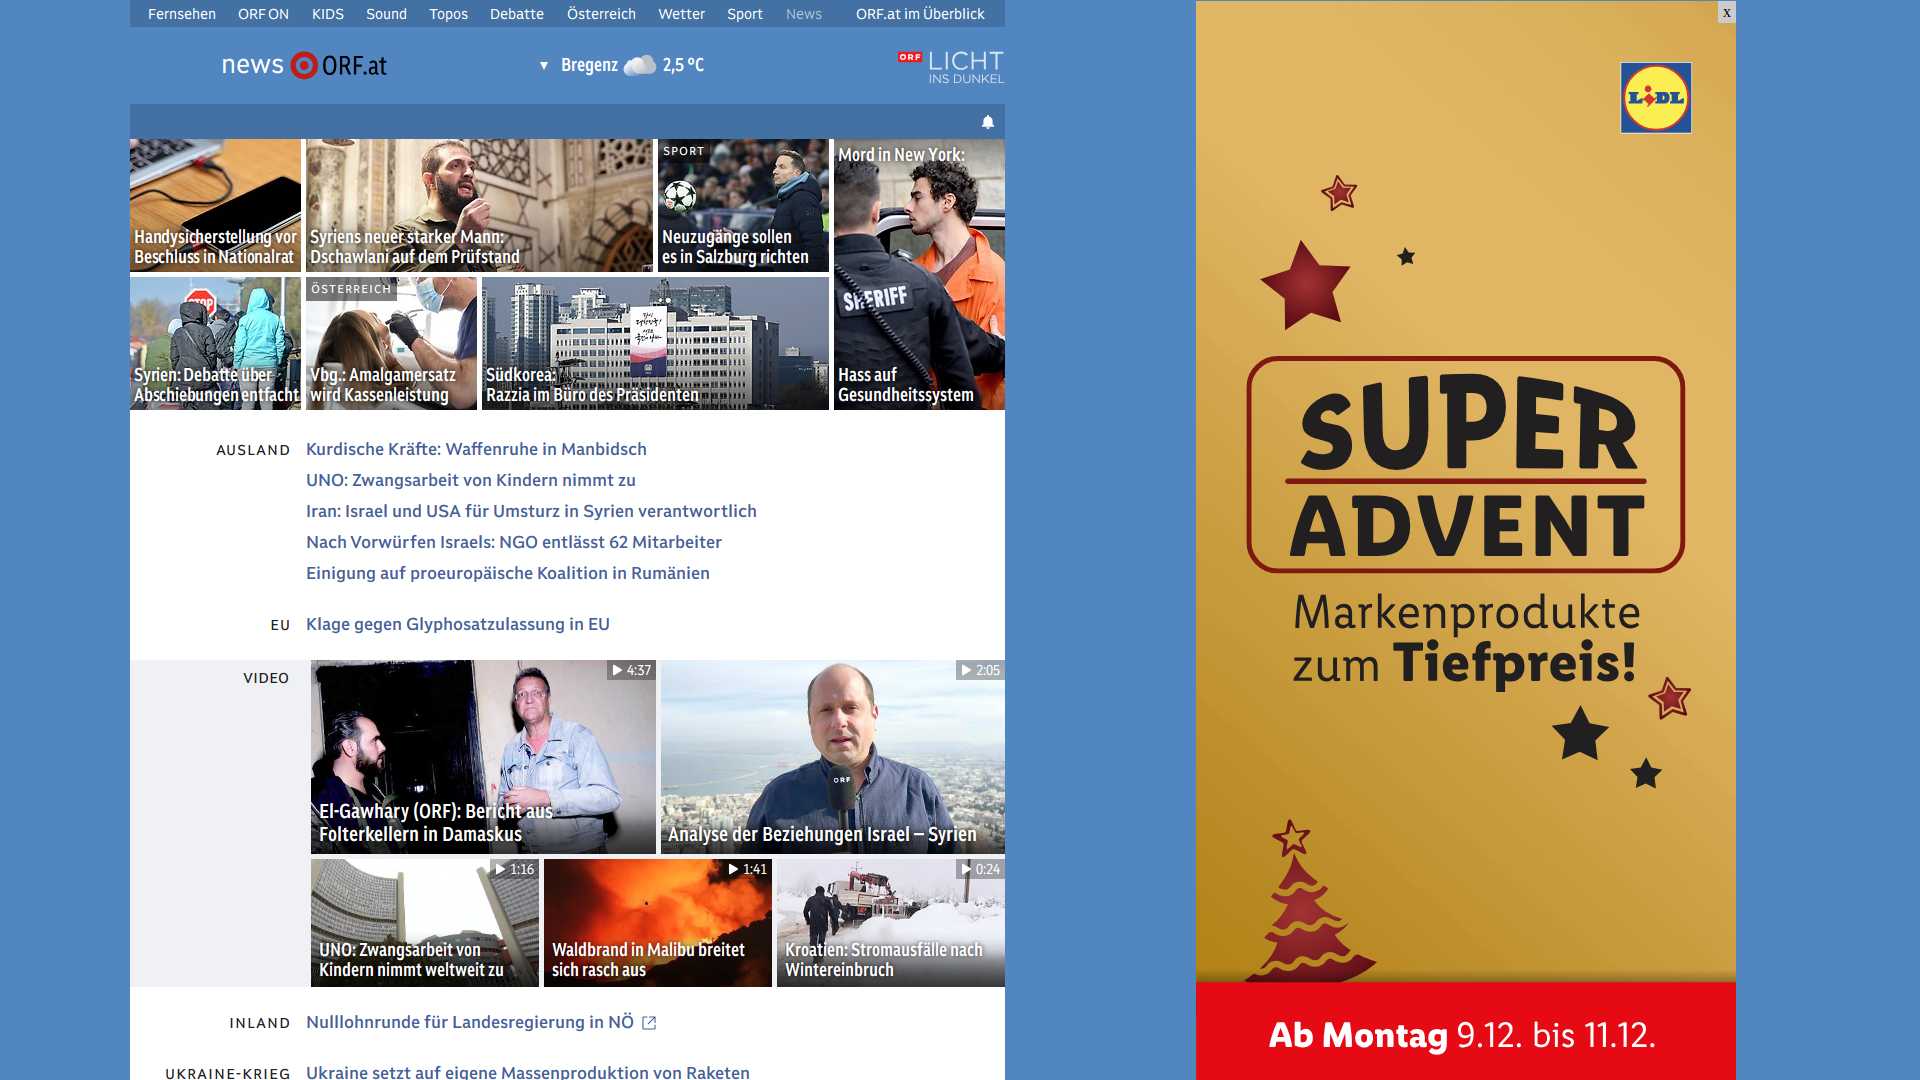 Fernsehen ORF ON KIDS Sound Topos Debatte Österreich Wetter Sport News ORF.at im Überblick
news ORF.at
▼ Bregenz 2,5 °C
ORF LICHT
INS DUNKEL
Handysicherstellung vor
Beschluss in Nationalrat
Syriens neuer starker Mann:
Dschawlani auf dem Prüfstand
SPORT
Neuzugänge sollen
es in Salzburg richten
Mord in New York:
SHERIFF
Hass auf
Gesundheitssystem
STOP
Syrien: Debatte über
Abschiebungen entfacht
ÖSTERREICH
Vbg.: Amalgamersatz
wird Kassenleistung
Südkorea:
Razzia im Büro des Präsidenten
AUSLAND
Kurdische Kräfte: Waffenruhe in Manbidsch
UNO: Zwangsarbeit von Kindern nimmt zu
Iran: Israel und USA für Umsturz in Syrien verantwortlich
Nach Vorwürfen Israels: NGO entlässt 62 Mitarbeiter
Einigung auf proeuropäische Koalition in Rumänien
EU
Klage gegen Glyphosatzulassung in EU
VIDEO
4:37
El-Gawhary (ORF): Bericht aus
Folterkellern in Damaskus
2:05
ORF
Analyse der Beziehungen Israel – Syrien
1:16
UNO: Zwangsarbeit von
Kindern nimmt weltweit zu
1:41
Waldbrand in Malibu breitet
sich rasch aus
0:24
Kroatien: Stromausfälle nach
Wintereinbruch
INLAND
Nulllohnrunde für Landesregierung in NÖ
UKRAINE-KRIEG
Ukraine setzt auf eigene Massenproduktion von Raketen
x
LIDL
SUPER
ADVENT
Markenprodukte
zum Tiefpreis!
Ab Montag 9.12. bis 11.12.